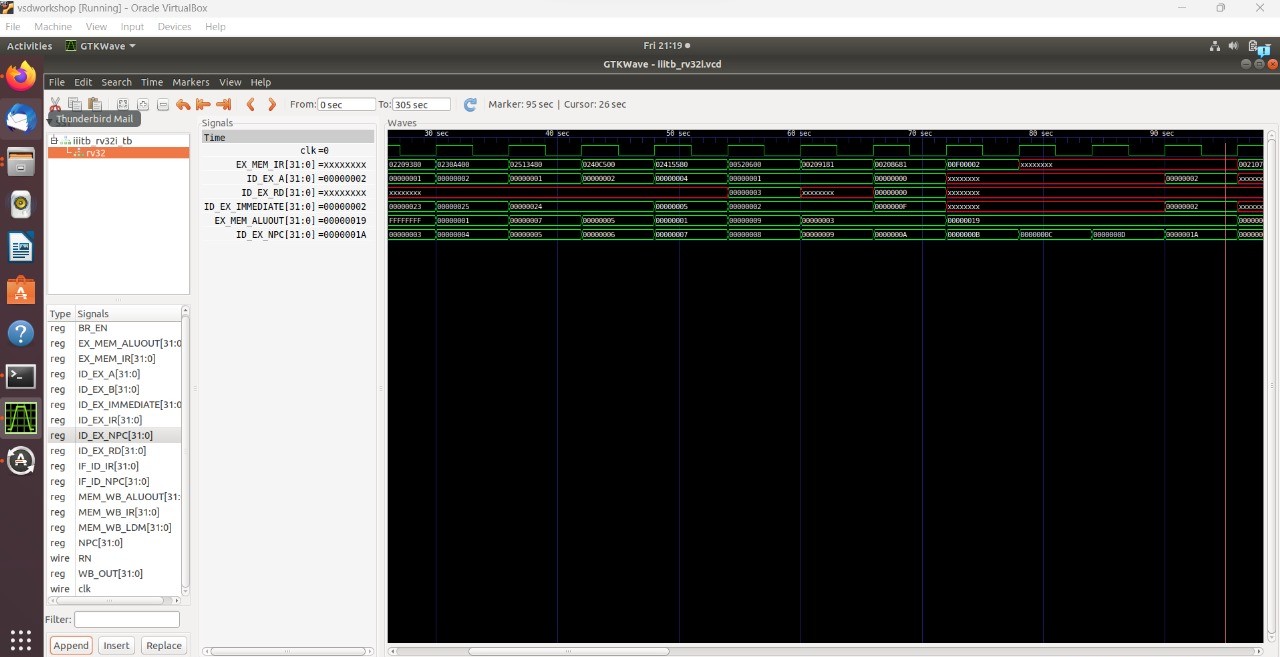 vsdworkshop [Running] - Oracle VirtualBox
File Machine View Input Devices Help
Activities GTKWave Fri 21:19
GTKWave - iiitb_rv32i.vcd
File Edit Search Time Markers View Help
From: 0 sec To: 305 sec Marker: 95 sec | Cursor: 26 sec
Thunderbird Mail
iiitb_rv32i_tb
rv32
Type Signals
reg BR_EN
reg EX_MEM_ALUOUT[31:0
reg EX_MEM_IR[31:0]
reg ID_EX_A[31:0]
reg ID_EX_B[31:0]
reg ID_EX_IMMEDIATE[31:0
reg ID_EX_IR[31:0]
reg ID_EX_NPC[31:0]
reg ID_EX_RD[31:0]
reg IF_ID_IR[31:0]
reg IF_ID_NPC[31:0]
reg MEM_WB_ALUOUT[31:
reg MEM_WB_IR[31:0]
reg MEM_WB_LDM[31:0]
reg NPC[31:0]
wire RN
reg WB_OUT[31:0]
wire clk
Filter:
Append Insert Replace
Signals
Time
clk =0
EX_MEM_IR[31:0] =xxxxxxxx
ID_EX_A[31:0] =00000002
ID_EX_RD[31:0] =xxxxxxxx
ID_EX_IMMEDIATE[31:0] =00000002
EX_MEM_ALUOUT[31:0] =00000019
ID_EX_NPC[31:0] =0000001A
Waves
30 sec 40 sec 50 sec 60 sec 70 sec 80 sec 90 sec
02209380 0230A400 02513480 0240C500 02415580 00520600 00209181 00208681 00F00002 xxxxxxxx 002107
00000001 00000002 00000001 00000002 00000004 00000001 00000000 xxxxxxxx 00000002 xxxxxx
xxxxxxxx 00000003 xxxxxxxx 00000000 xxxxxxxx
00000023 00000025 00000024 00000005 00000002 0000000F xxxxxxxx 00000002 xxxxxx
FFFFFFFF 00000001 00000007 00000005 00000001 00000009 00000003 00000019 000000
00000003 00000004 00000005 00000006 00000007 00000008 00000009 0000000A 0000000B 0000000C 0000000D 0000001A 000000